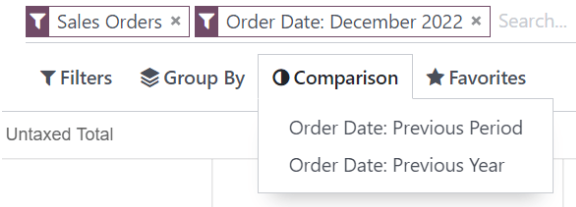 Sales Orders × Order Date: December 2022 × Search...
Filters Group By Comparison Favorites
Order Date: Previous Period
Untaxed Total
Order Date: Previous Year